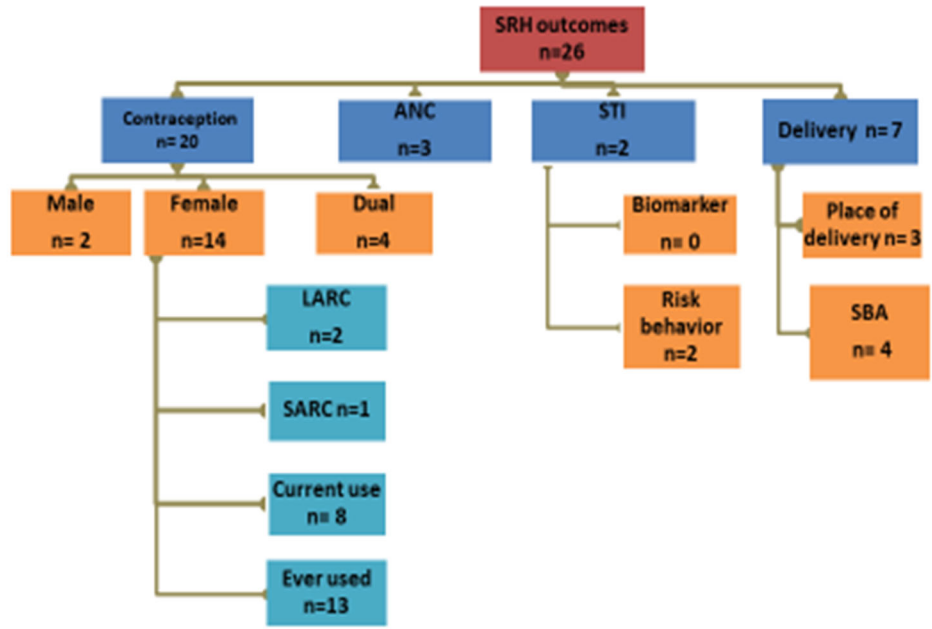 SRH outcomes
n=26
Contraception
n= 20
ANC
n=3
STI
n=2
Delivery n= 7
Male
n= 2
Female
n=14
Dual
n=4
Biomarker
n= 0
Place of
delivery n= 3
LARC
n=2
Risk
behavior
n=2
SBA
n= 4
SARC n=1
Current use
n= 8
Ever used
n=13